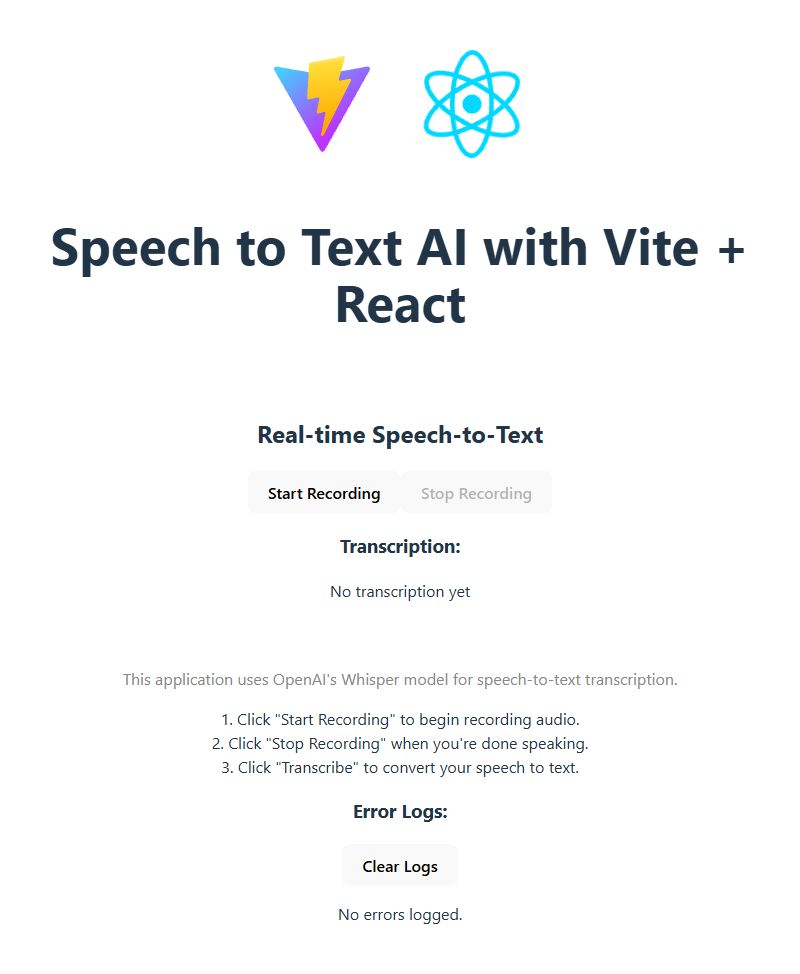 Speech to Text AI with Vite +
React
Real-time Speech-to-Text
Start Recording Stop Recording
Transcription:
No transcription yet
This application uses OpenAI's Whisper model for speech-to-text transcription.
1. Click "Start Recording" to begin recording audio.
2. Click "Stop Recording" when you're done speaking.
3. Click "Transcribe" to convert your speech to text.
Error Logs:
Clear Logs
No errors logged.